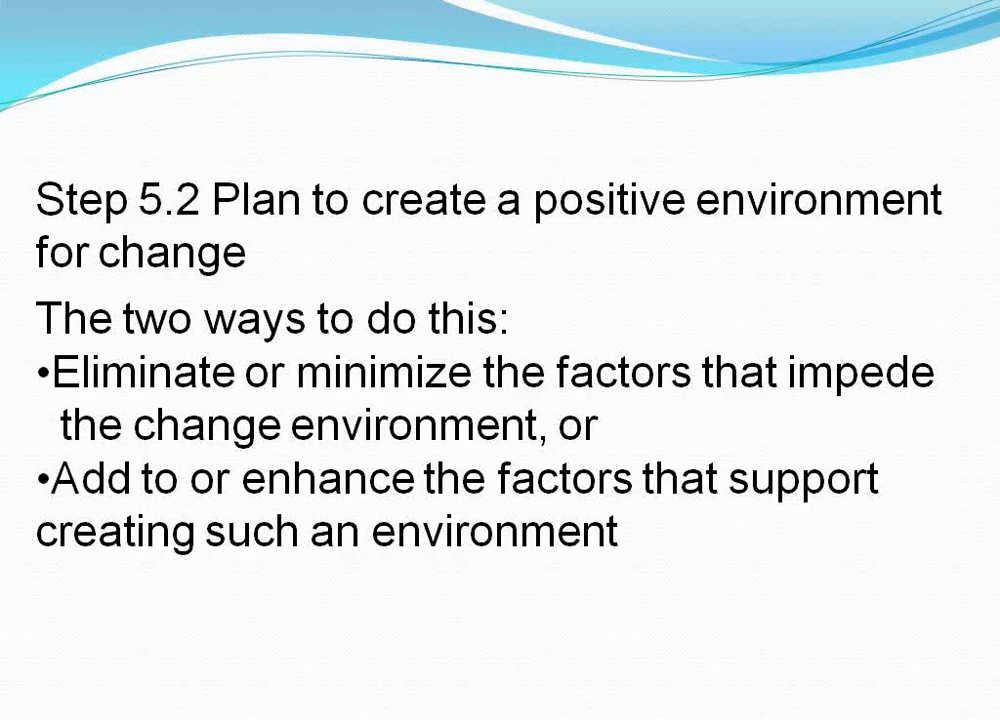 Step 5.2 Plan to create a positive environment
for change
The two ways to do this:
•Eliminate or minimize the factors that impede
the change environment, or
•Add to or enhance the factors that support
creating such an environment